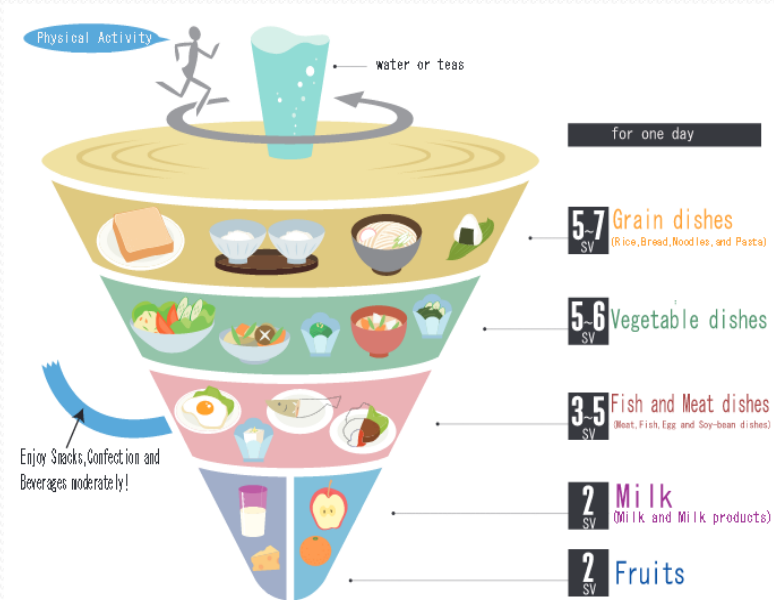 Physical Activity
water or teas
for one day
5~7
SV
Grain dishes
(Rice,Bread,Noodles,and Pasta)
5~6
SV
Vegetable dishes
3~5
SV
Fish and Meat dishes
(Meat,Fish,Egg and Soy-bean dishes)
Enjoy Snacks,Confection and
Beverages moderately!
2
SV
Milk
(Milk and Milk products)
2
SV
Fruits